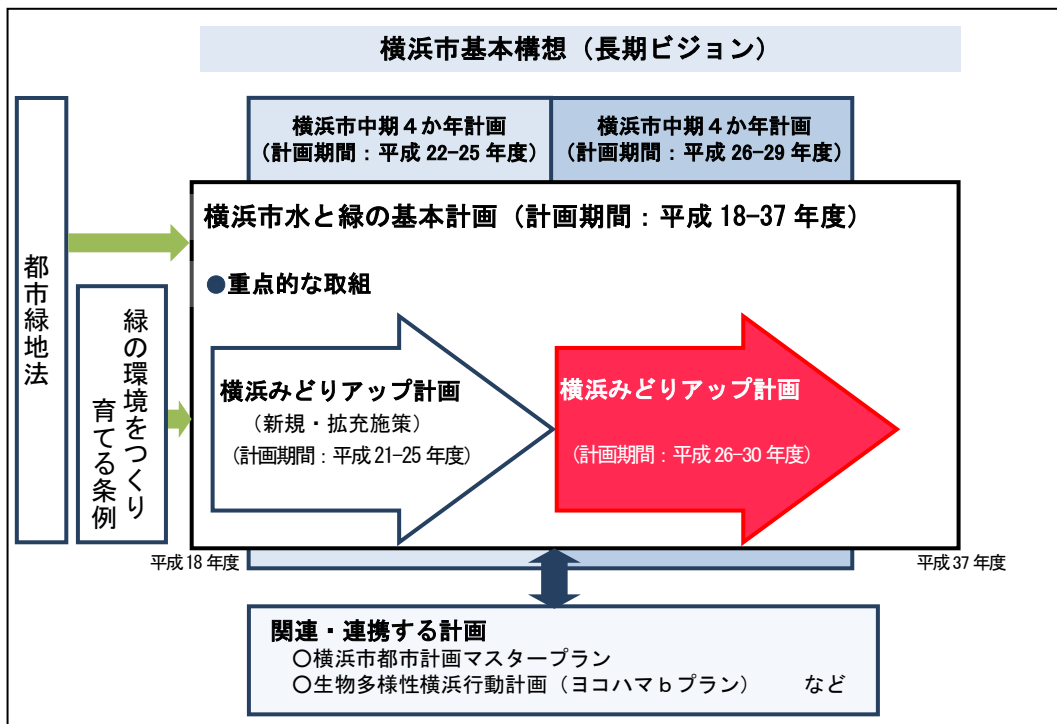 横浜市基本構想（長期ビジョン）
横浜市中期４か年計画
（計画期間：平成 22-25 年度）
横浜市中期４か年計画
（計画期間：平成 26-29 年度）
都市緑地法
緑の環境をつくり
育てる条例
横浜市水と緑の基本計画（計画期間：平成 18-37 年度）
●重点的な取組
横浜みどりアップ計画
（新規・拡充施策）
（計画期間：平成 21-25 年度）
横浜みどりアップ計画
（計画期間：平成 26-30 年度）
平成 18 年度
平成 37 年度
関連・連携する計画
○横浜市都市計画マスタープラン
○生物多様性横浜行動計画（ヨコハマｂプラン）　　など